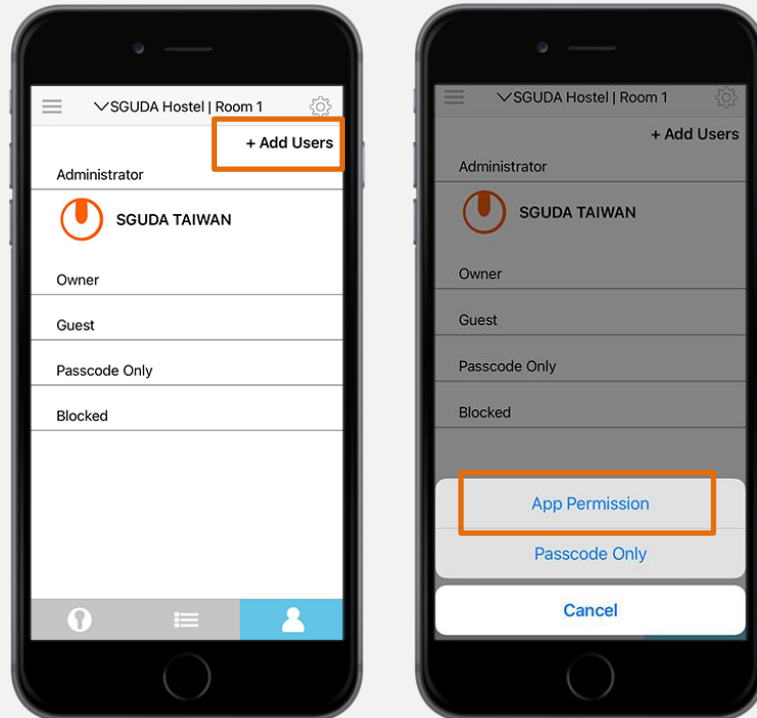 SGUDA Hostel | Room 1
+ Add Users
Administrator
SGUDA TAIWAN
Owner
Guest
Passcode Only
Blocked
SGUDA Hostel | Room 1
+ Add Users
Administrator
SGUDA TAIWAN
Owner
Guest
Passcode Only
Blocked
App Permission
Passcode Only
Cancel